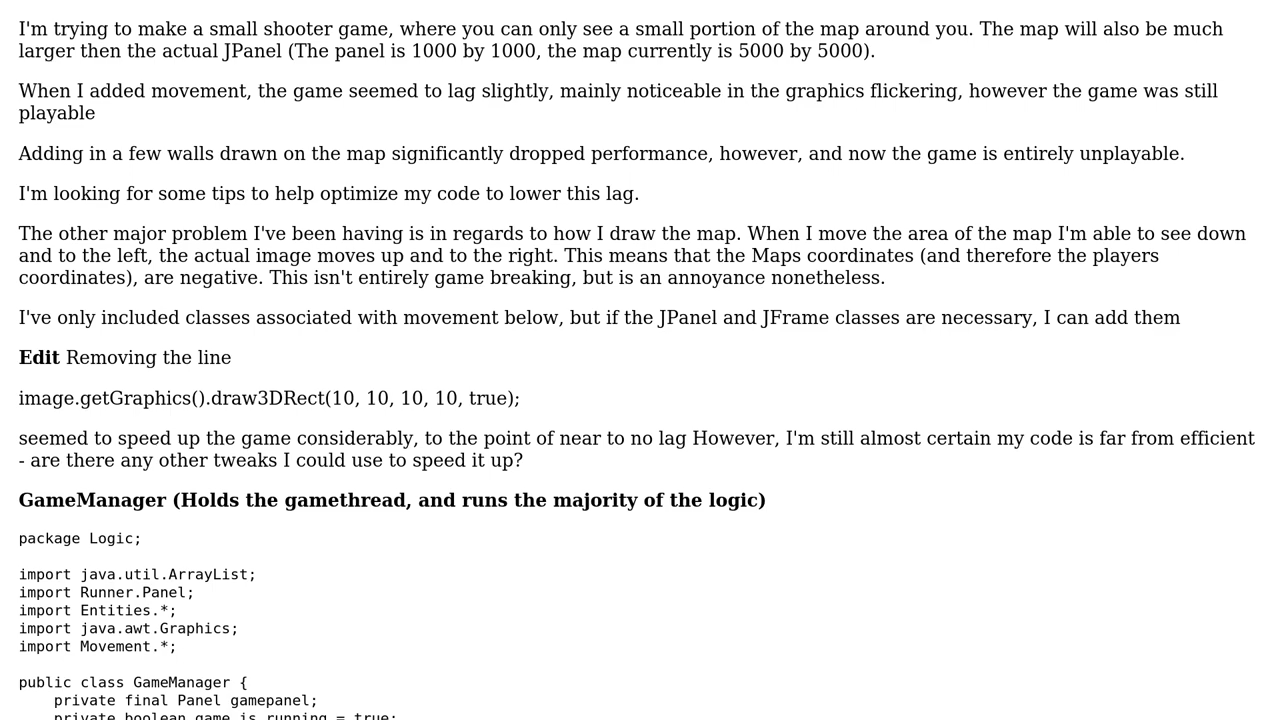 I'm trying to make a small shooter game, where you can only see a small portion of the map around you. The map will also be much
larger then the actual JPanel (The panel is 1000 by 1000, the map currently is 5000 by 5000).
When I added movement, the game seemed to lag slightly, mainly noticeable in the graphics flickering, however the game was still
playable
Adding in a few walls drawn on the map significantly dropped performance, however, and now the game is entirely unplayable.
I'm looking for some tips to help optimize my code to lower this lag.
The other major problem I've been having is in regards to how I draw the map. When I move the area of the map I'm able to see down
and to the left, the actual image moves up and to the right. This means that the Maps coordinates (and therefore the players
coordinates), are negative. This isn't entirely game breaking, but is an annoyance nonetheless.
I've only included classes associated with movement below, but if the JPanel and JFrame classes are necessary, I can add them
Edit Removing the line
image.getGraphics().draw3DRect(10, 10, 10, 10, true);
seemed to speed up the game considerably, to the point of near to no lag However, I'm still almost certain my code is far from efficient
- are there any other tweaks I could use to speed it up?
GameManager (Holds the gamethread, and runs the majority of the logic)
package Logic;
import java.util.ArrayList;
import Runner.Panel;
import Entities.*;
import java.awt.Graphics;
import Movement.*;
public class GameManager {
    private final Panel gamepanel;
    private boolean game_is_running = true;